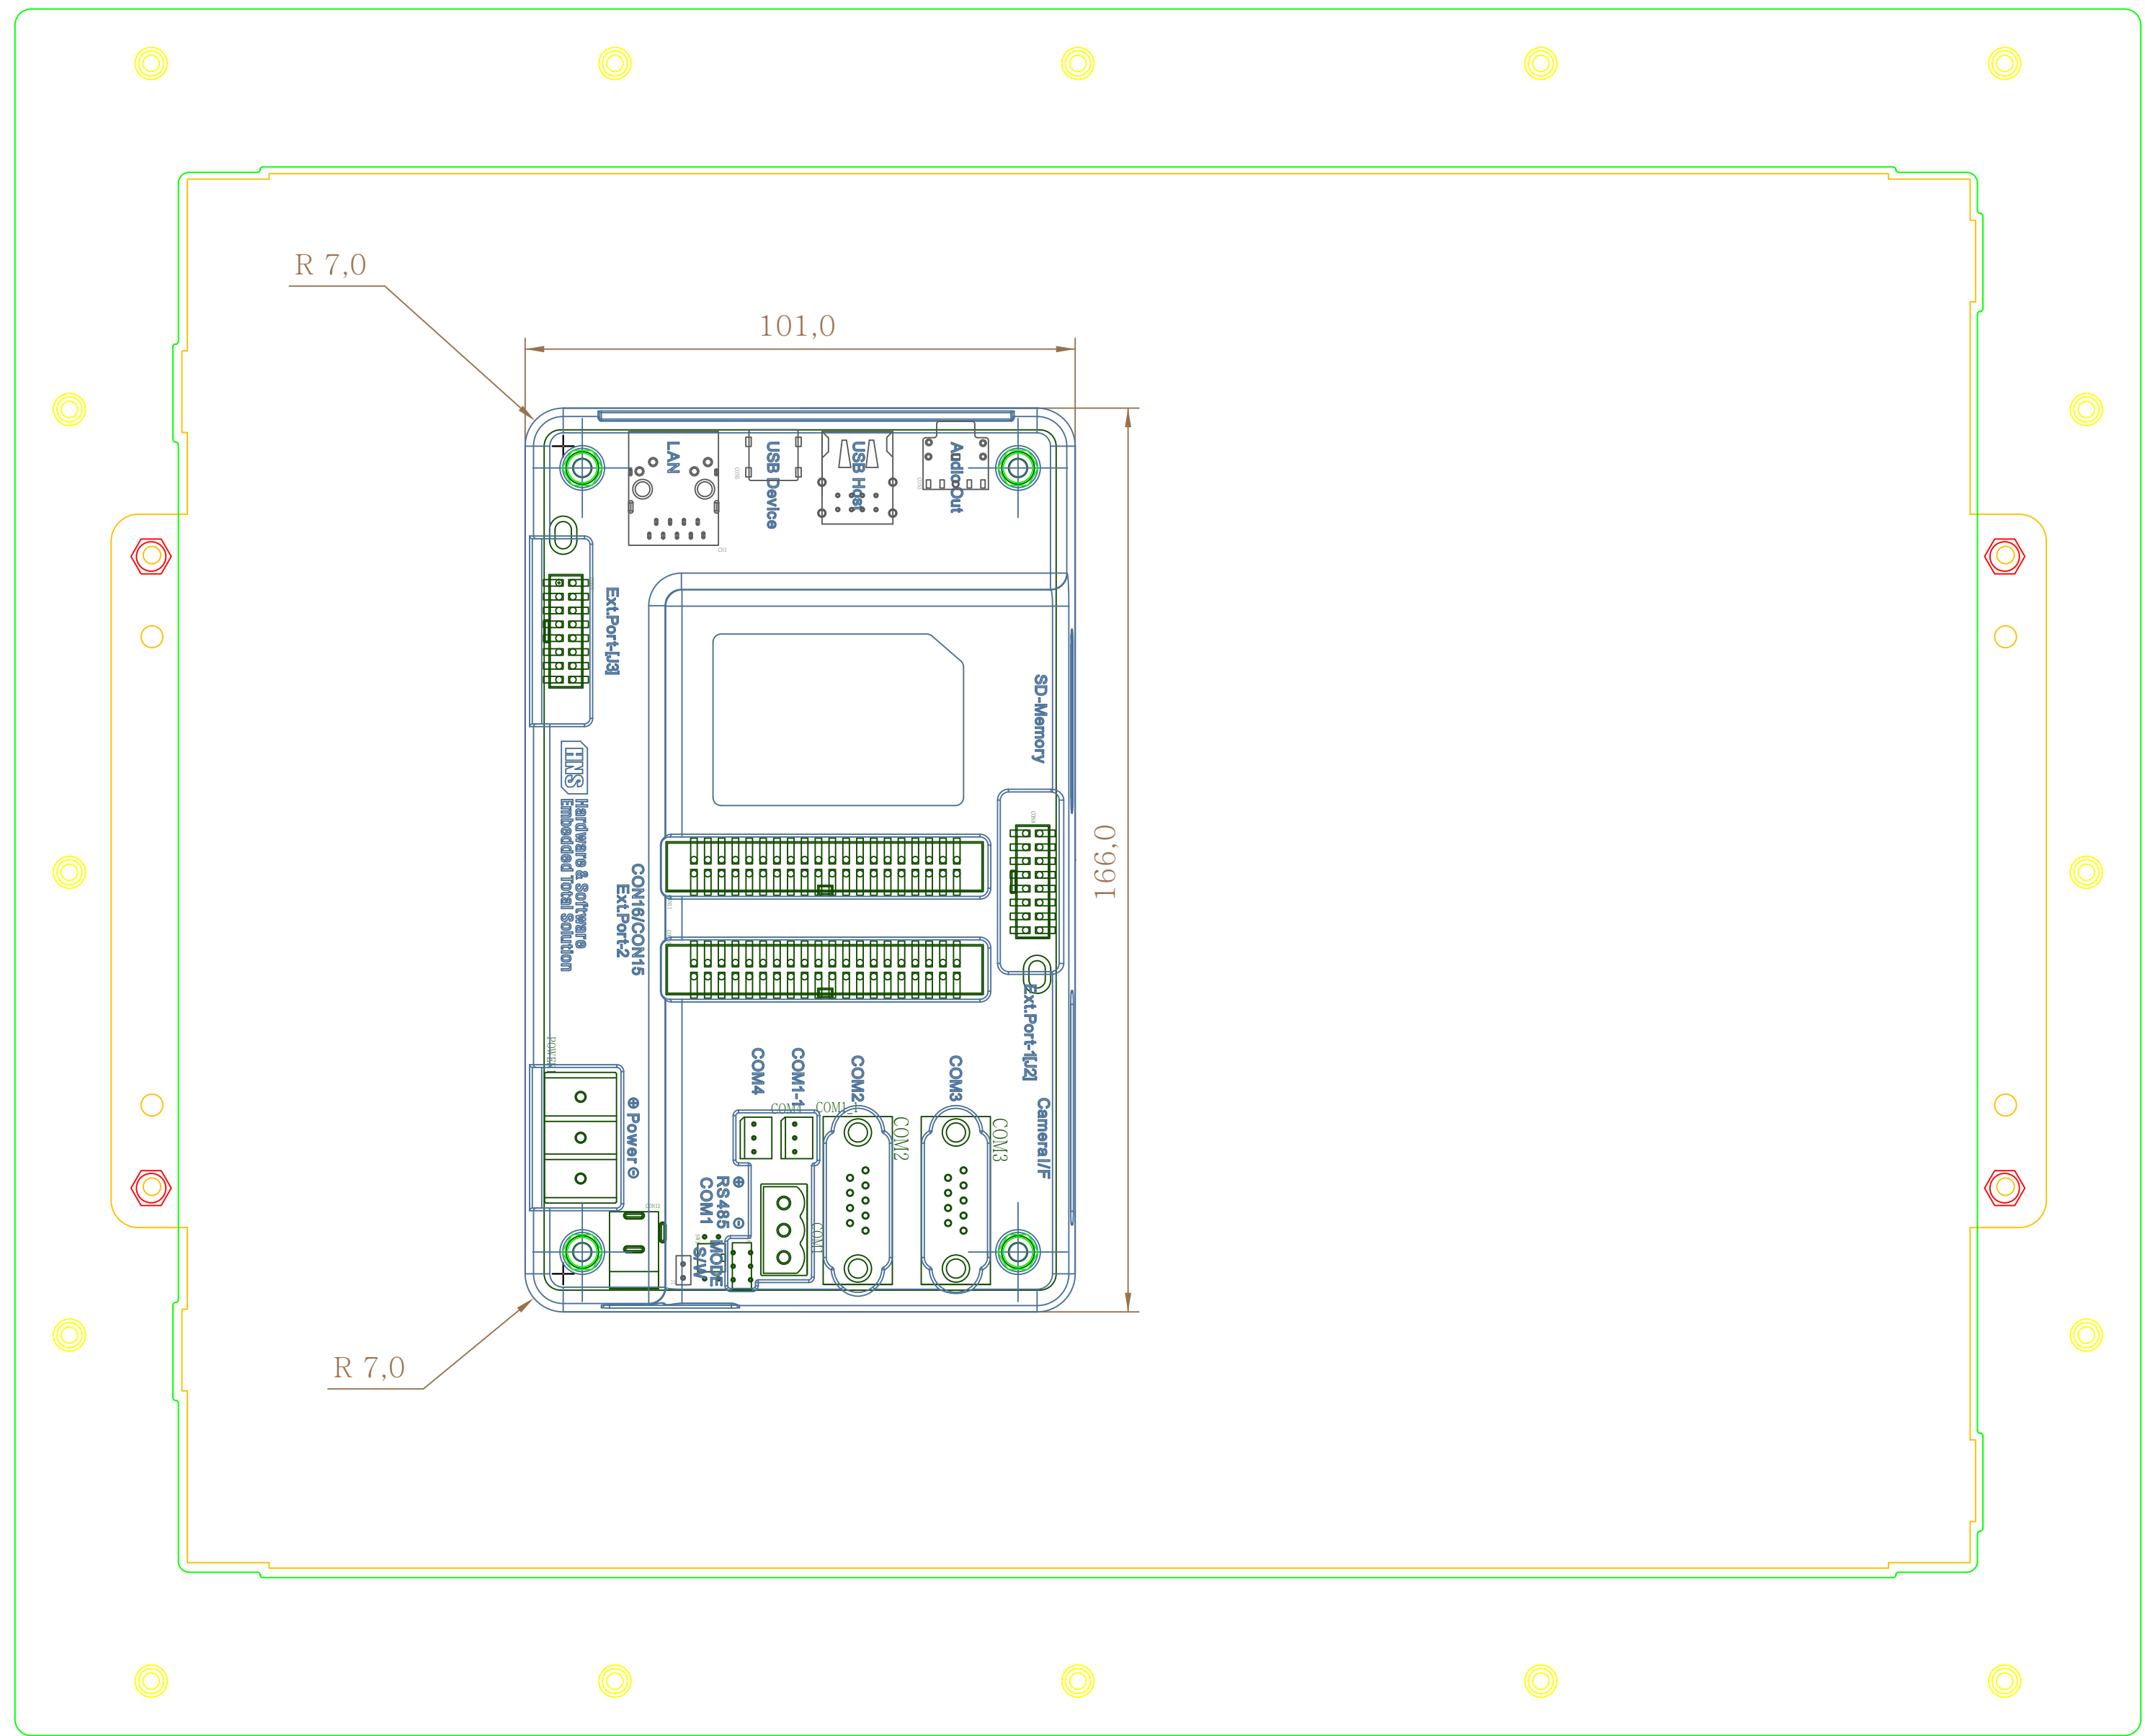 R 7,0
101,0
LAN
USB Device
USB Host
Audio Out
Ext.Port-[J3]
SD-Memory
HNS
Hardware & Software
Embedded Total Solution
166,0
CON16/CON15
Ext.Port-2
Ext.Port-1[J2]
COM4
COM1-1
COM2
COM3
Camera I/F
COM1_1
COM2
COM3
⊕ Power ⊖
⊕ ⊖
RS485
COM1
COM1
MODE
S/W
R 7,0